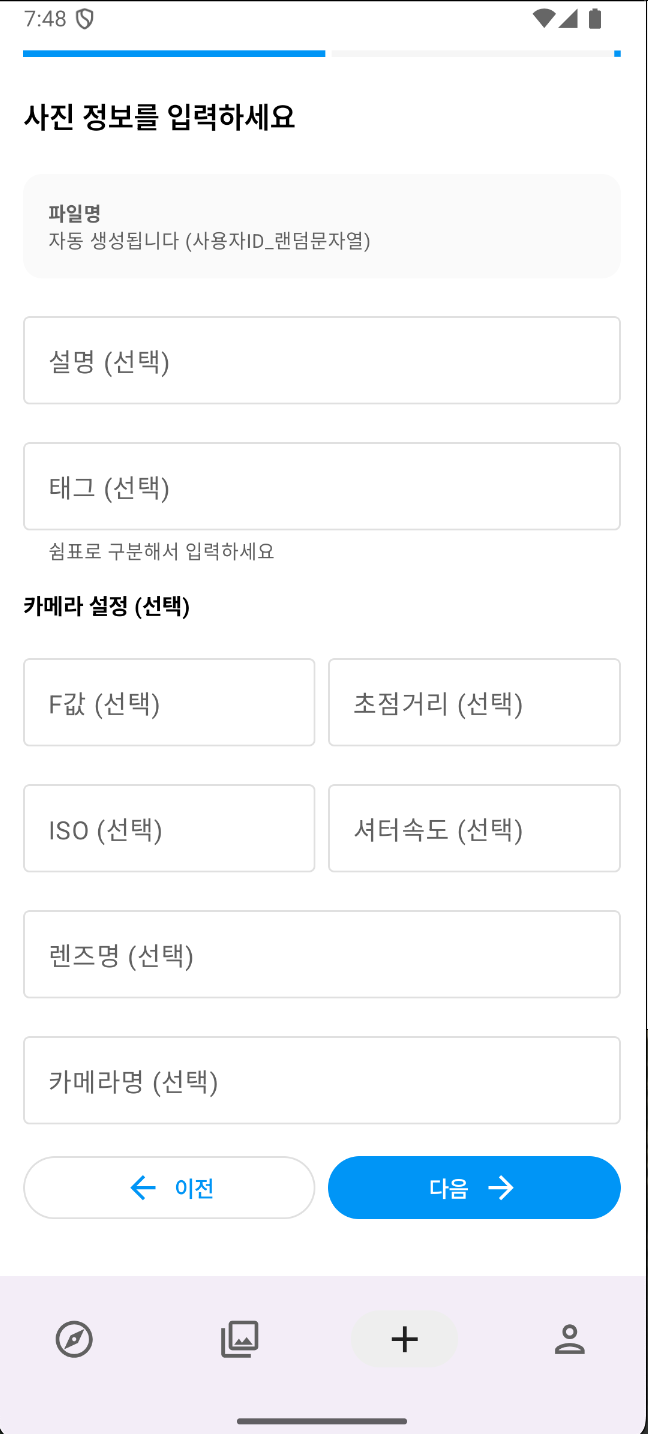 7:48
사진 정보를 입력하세요
파일명
자동 생성됩니다 (사용자ID_랜덤문자열)
설명 (선택)
태그 (선택)
쉼표로 구분해서 입력하세요
카메라 설정 (선택)
F값 (선택)
초점거리 (선택)
ISO (선택)
셔터속도 (선택)
렌즈명 (선택)
카메라명 (선택)
이전
다음